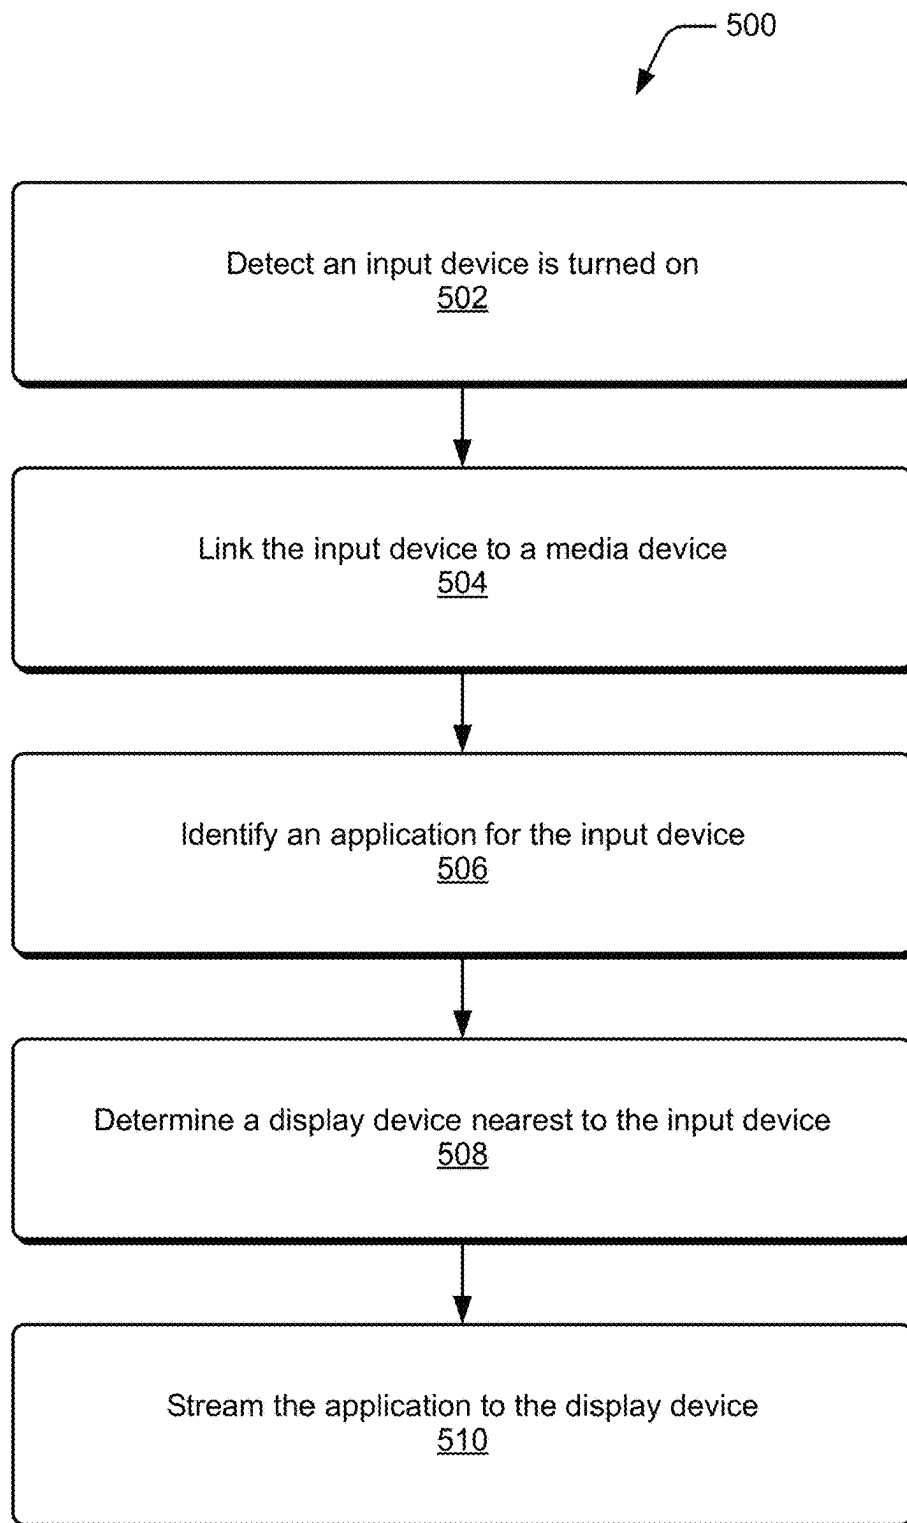 500
Detect an input device is turned on
502
Link the input device to a media device
504
Identify an application for the input device
506
Determine a display device nearest to the input device
508
Stream the application to the display device
510